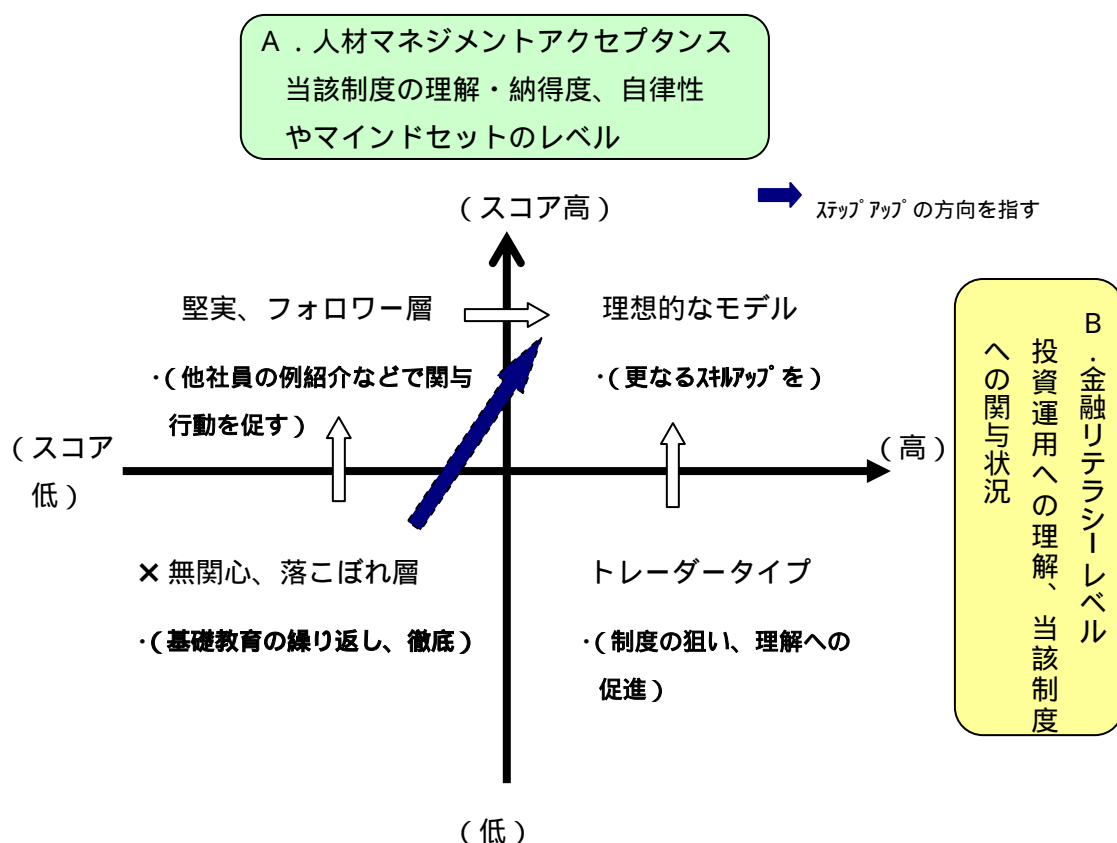 A．人材マネジメントアクセプタンス
当該制度の理解・納得度、自律性
やマインドセットのレベル
（スコア高）
ｽﾃｯﾌﾟｱｯﾌﾟの方向を指す
堅実、フォロワー層
理想的なモデル
・（他社員の例紹介などで関与
行動を促す）
・（更なるｽｷﾙｱｯﾌﾟを）
（スコア
低）
（高）
B．金融リテラシーレベル
投資運用への理解、当該制度
への関与状況
×無関心、落こぼれ層
トレーダータイプ
・（基礎教育の繰り返し、徹底）
・（制度の狙い、理解への
促進）
（低）